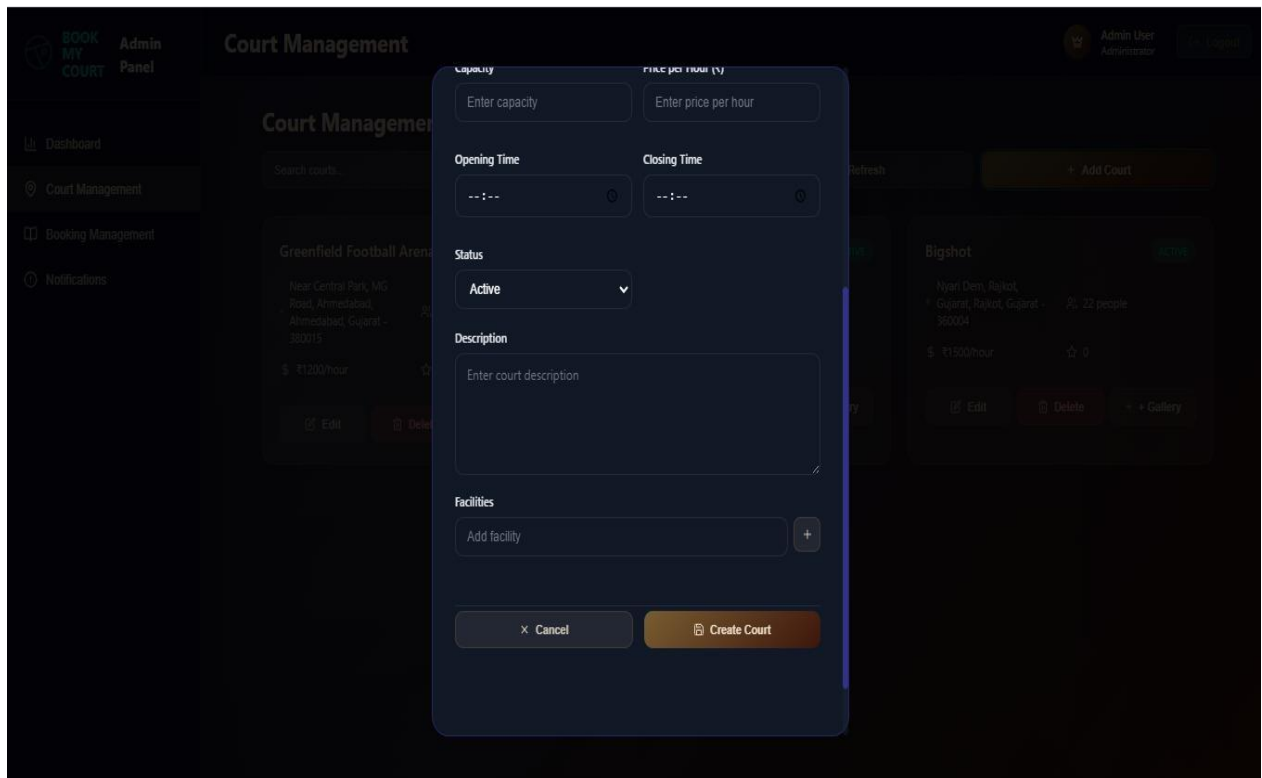 BOOK
MY
COURT
Admin
Panel
Court Management
Admin User
Administrator
Logout
Dashboard
Court Management
Booking Management
Notifications
Court Managemen
Search courts...
Refresh
+ Add Court
Greenfield Football Arena
Near Central Park, MG
Road, Ahmedabad,
Ahmedabad, Gujarat -
380015
$ ₹1200/hour
Edit
Delet
Bigshot
ACTIVE
Nyari Dem, Rajkot,
Gujarat, Rajkot, Gujarat -
360004
22 people
$ ₹1500/hour
0
Edit
Delete
+ + Gallery
Capacity
Price per Hour (₹)
Enter capacity
Enter price per hour
Opening Time
Closing Time
--:--
--:--
Status
Active
Description
Enter court description
Facilities
Add facility
+
× Cancel
Create Court